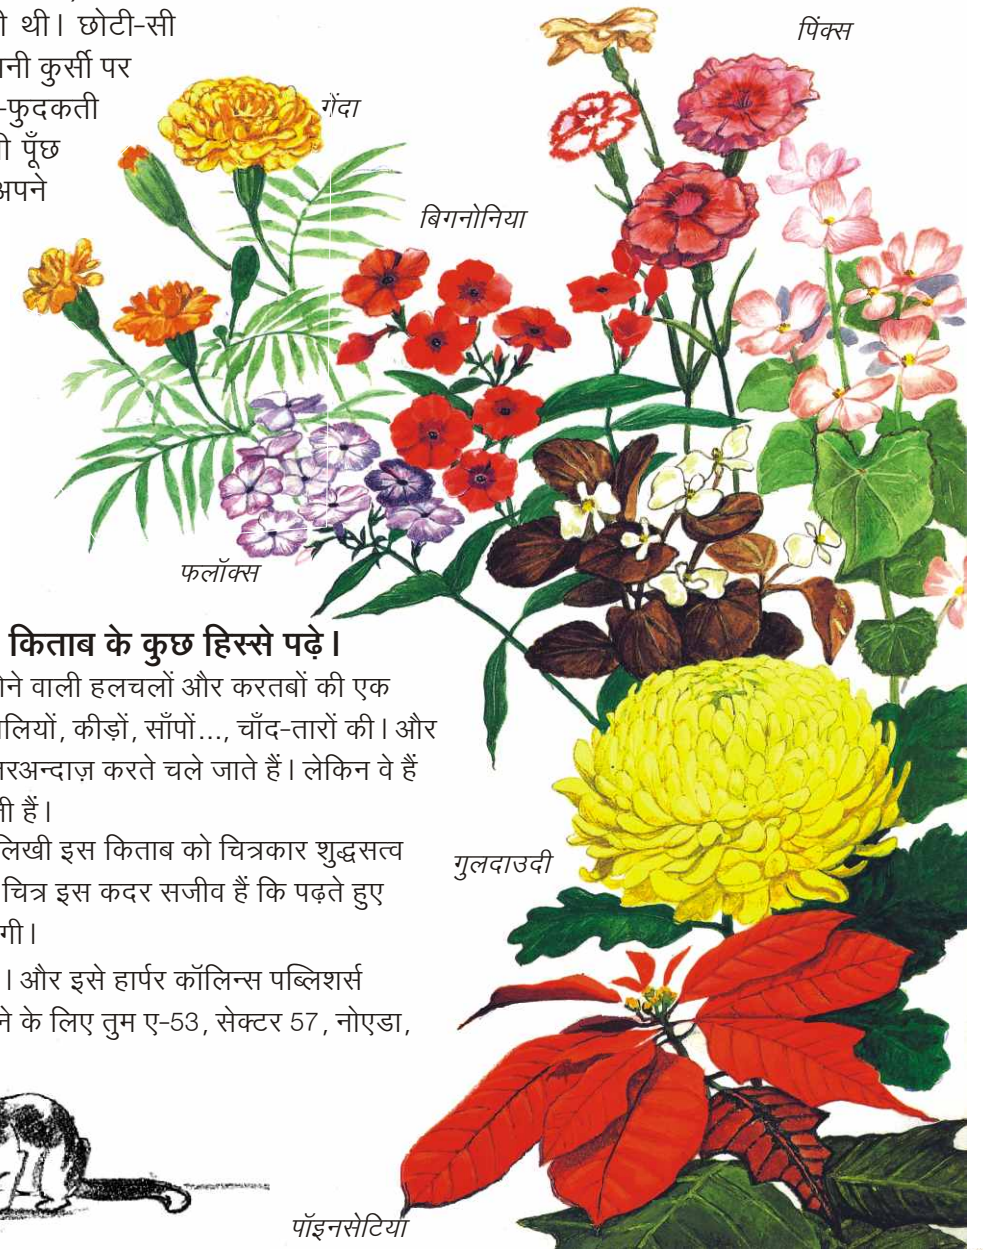 थी। छोटी-सी
पिंक्स
कुर्सी पर
-फुदकती
गेंदा
पूँछ
अपने
बिगनोनिया
फलॉक्स
किताब के कुछ हिस्से पढ़े।
वाली हलचलों और करतबों की एक
कीड़ों, साँपों..., चाँद-तारों की। और
करते चले जाते हैं। लेकिन वे हैं
हैं।
लिखी इस किताब को चित्रकार शुद्धसत्व
चित्र इस कदर सजीव हैं कि पढ़ते हुए
गुलदाउदी
। और इसे हार्पर कॉलिन्स पब्लिशर्स
के लिए तुम ए-53, सेक्टर 57, नोएडा,
पॉइनसेटिया